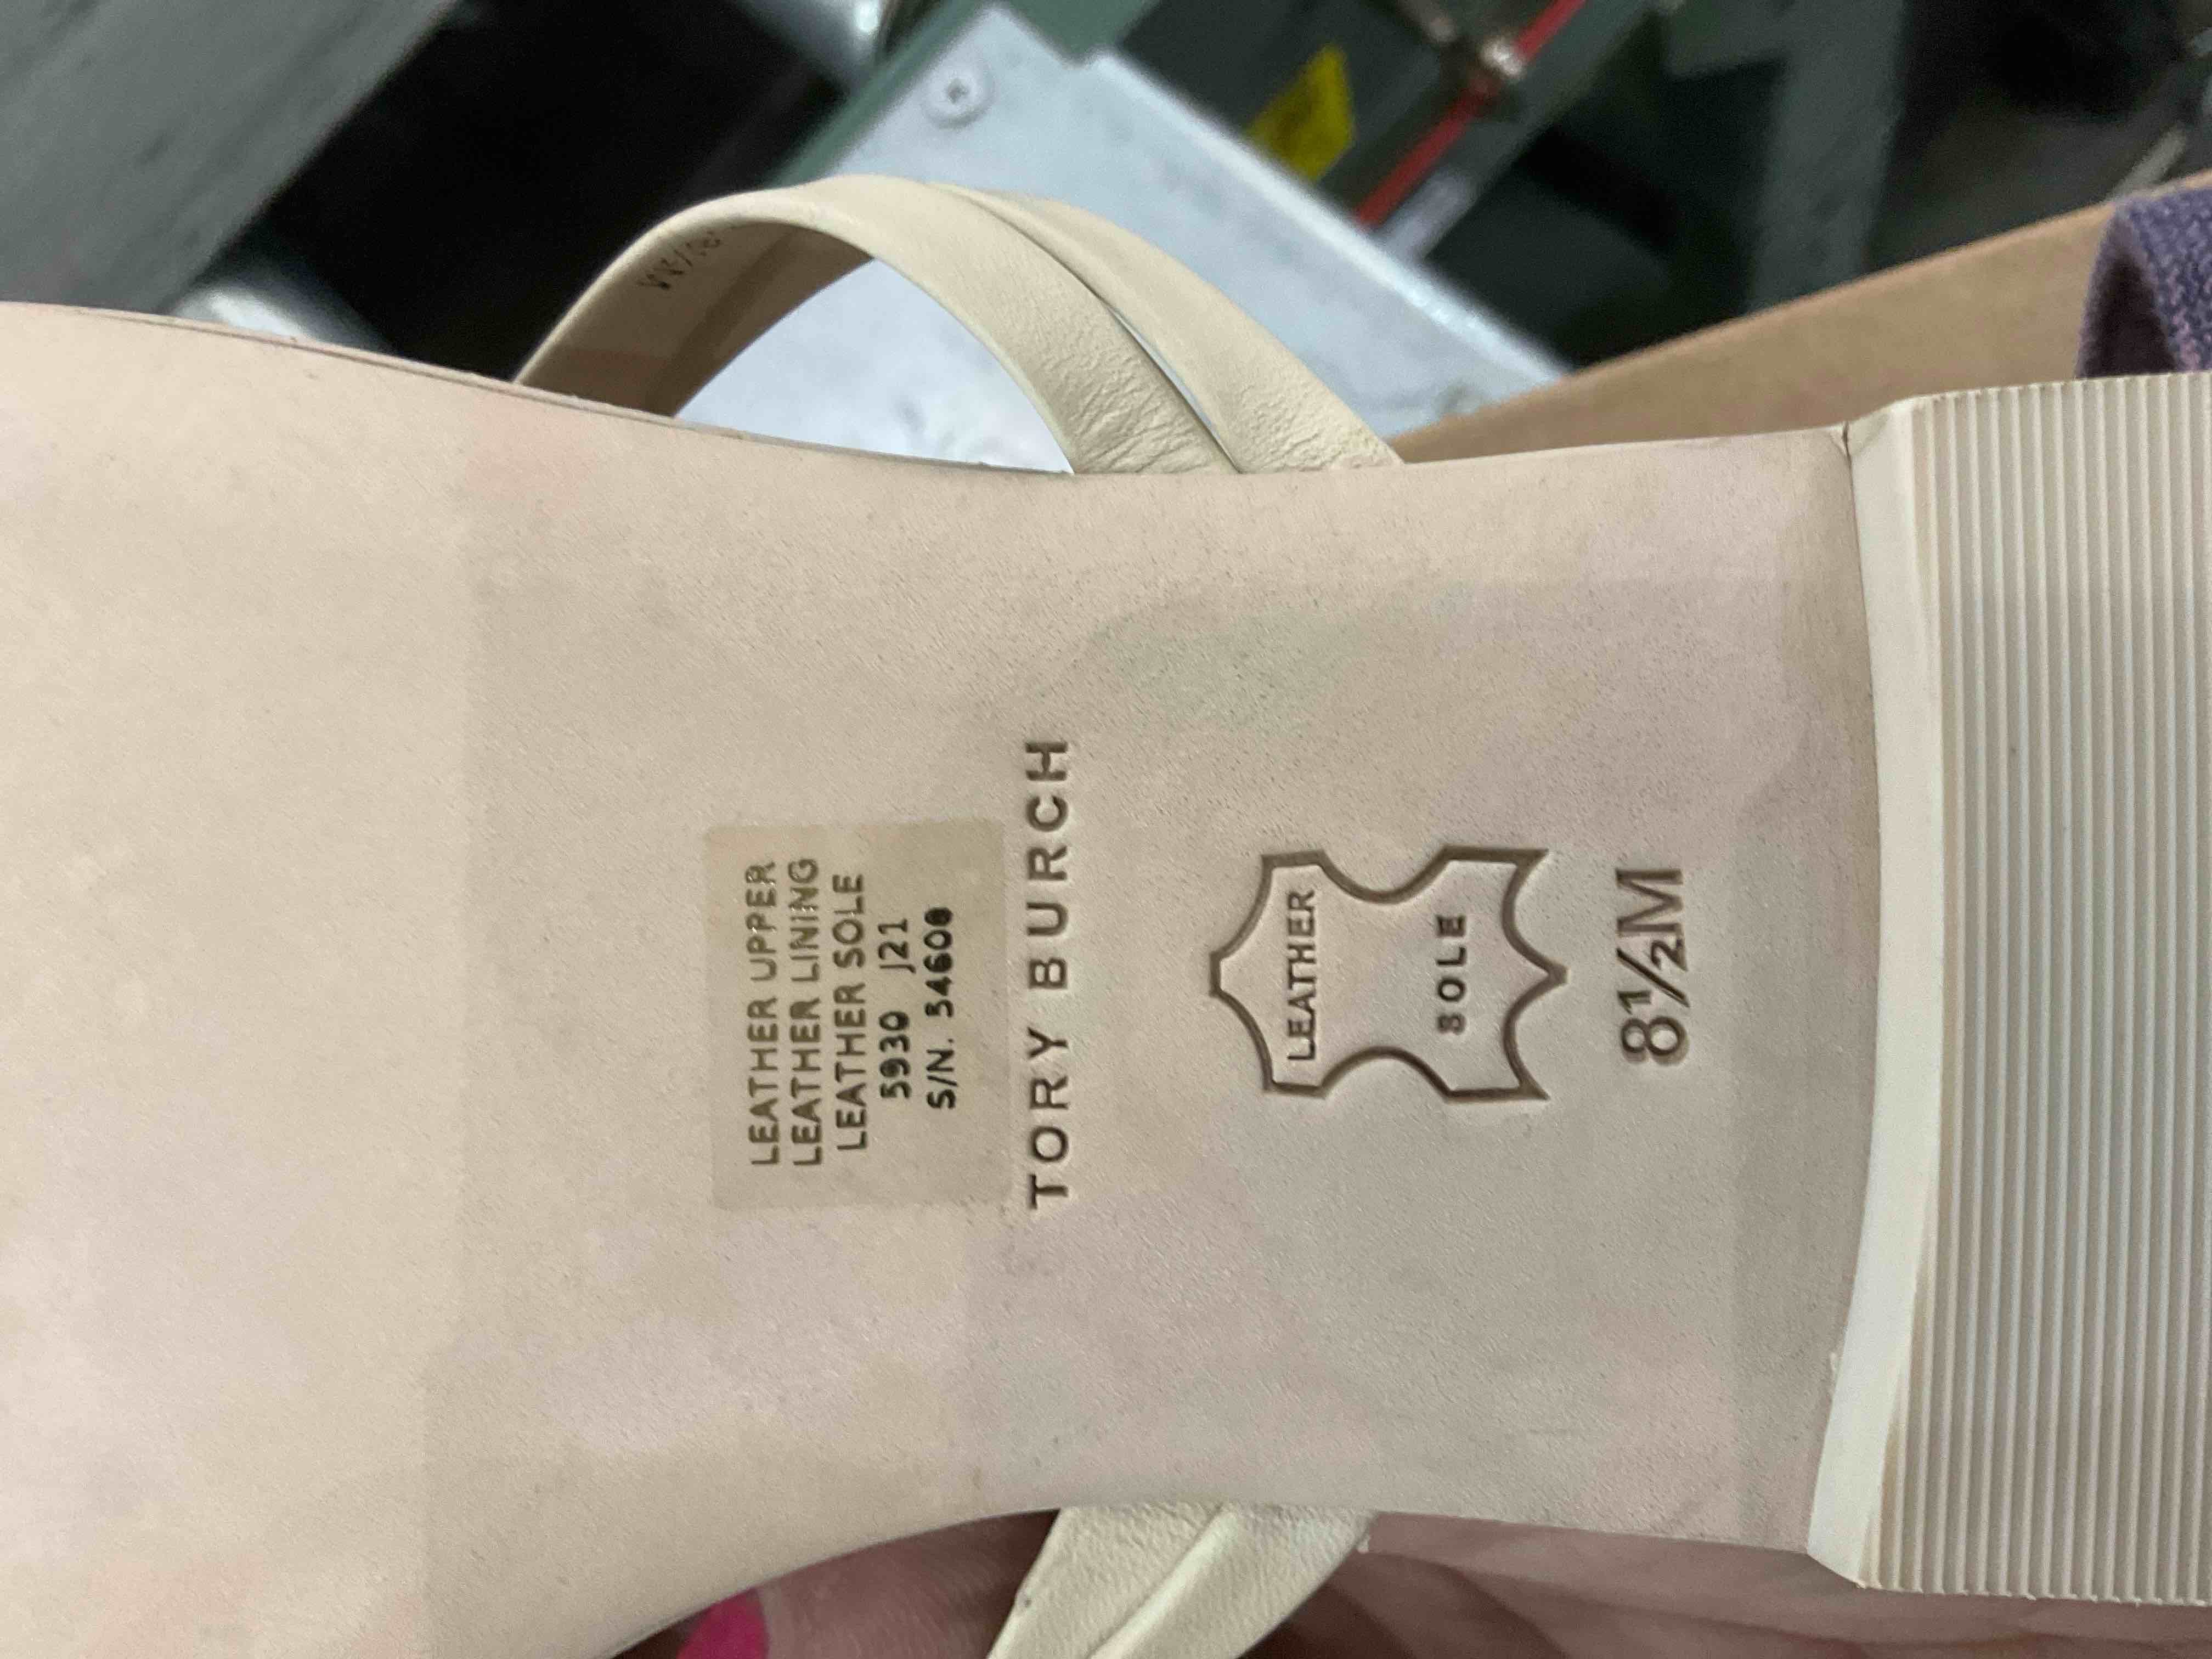 LEATHER UPPER
LEATHER LINING
LEATHER SOLE
5930 J21
S/N. 54608
TORY BURCH
LEATHER
SOLE
8½M